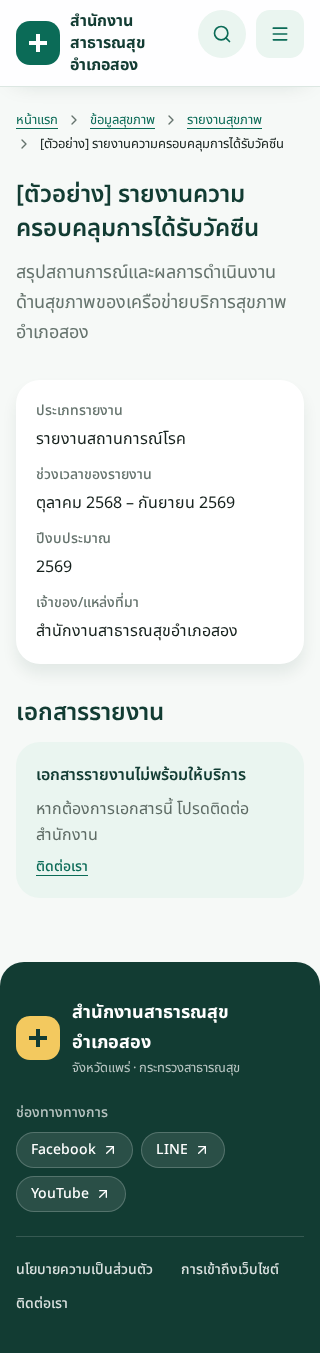 สำนักงาน
สาธารณสุข
อำเภอสอง
หน้าแรก
ข้อมูลสุขภาพ
รายงานสุขภาพ
[ตัวอย่าง] รายงานความครอบคลุมการได้รับวัคซีน
[ตัวอย่าง] รายงานความ
ครอบคลุมการได้รับวัคซีน
สรุปสถานการณ์และผลการดำเนินงาน
ด้านสุขภาพของเครือข่ายบริการสุขภาพ
อำเภอสอง
ประเภทรายงาน
รายงานสถานการณ์โรค
ช่วงเวลาของรายงาน
ตุลาคม 2568 – กันยายน 2569
ปีงบประมาณ
2569
เจ้าของ/แหล่งที่มา
สำนักงานสาธารณสุขอำเภอสอง
เอกสารรายงาน
เอกสารรายงานไม่พร้อมให้บริการ
หากต้องการเอกสารนี้ โปรดติดต่อ
สำนักงาน
ติดต่อเรา
สำนักงานสาธารณสุข
อำเภอสอง
จังหวัดแพร่ · กระทรวงสาธารณสุข
ช่องทางทางการ
Facebook
LINE
YouTube
นโยบายความเป็นส่วนตัว
การเข้าถึงเว็บไซต์
ติดต่อเรา